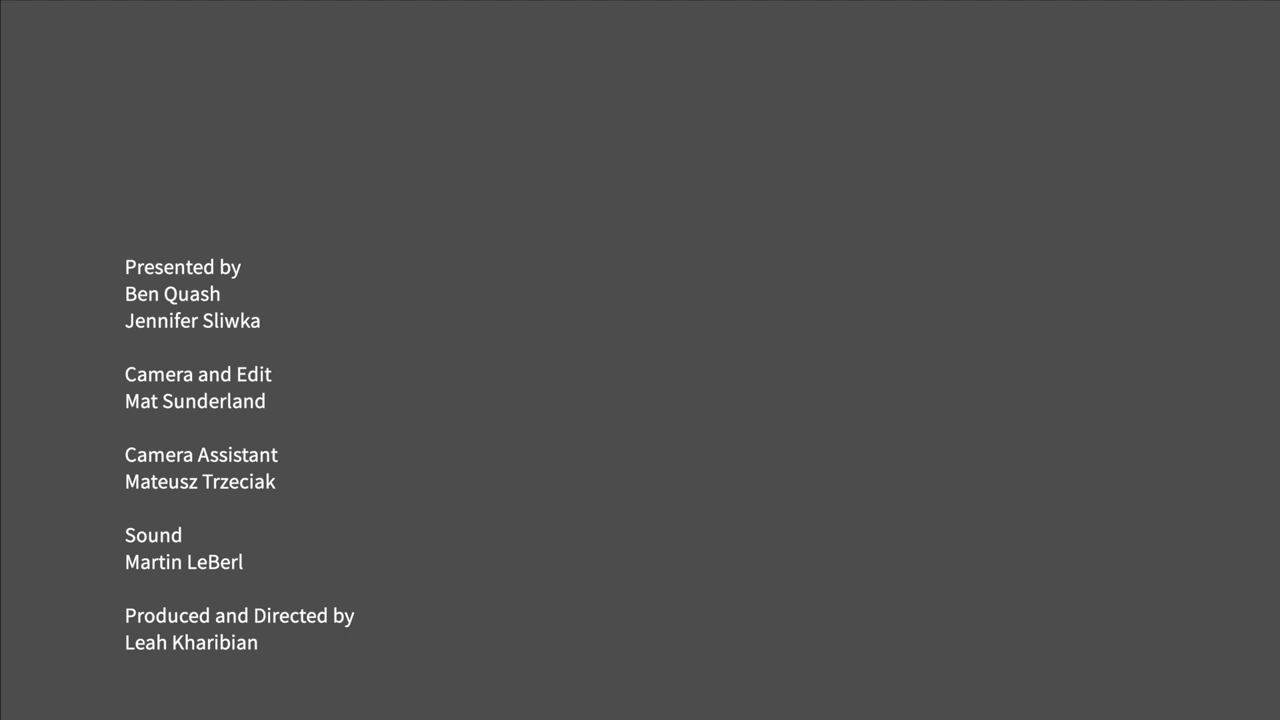 Presented by
Ben Quash
Jennifer Sliwka
Camera and Edit
Mat Sunderland
Camera Assistant
Mateusz Trzeciak
Sound
Martin LeBerl
Produced and Directed by
Leah Kharibian